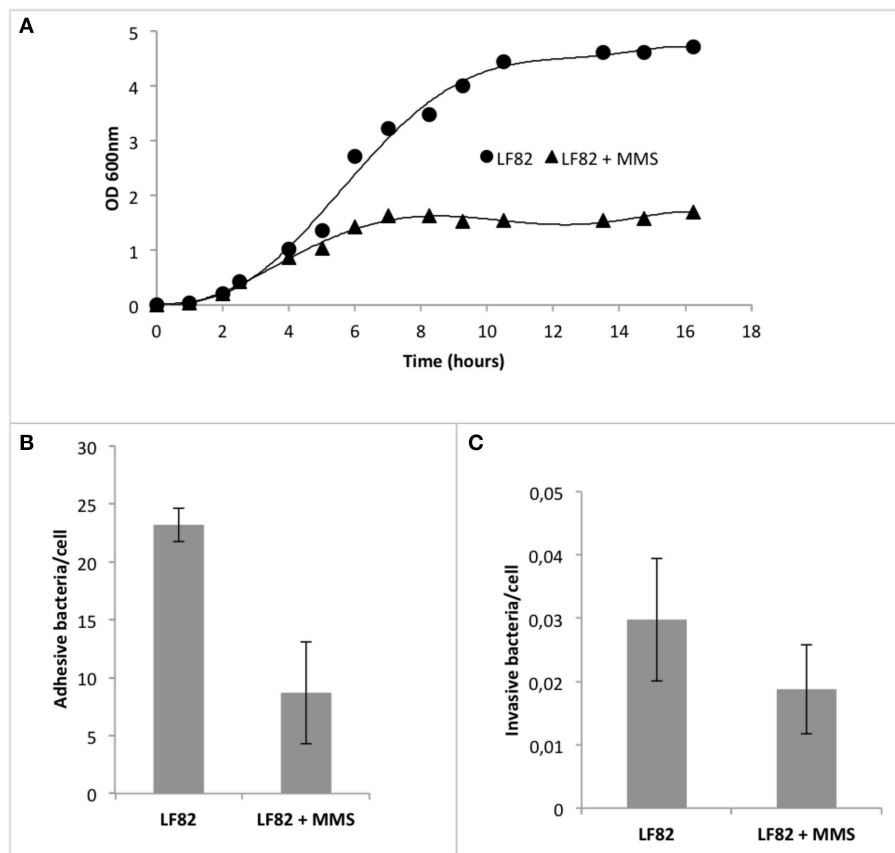 A
OD 600nm
5
4
3
2
1
0
LF82 LF82 + MMS
0 2 4 6 8 10 12 14 16 18
Time (hours)
B
Adhesive bacteria/cell
30
25
20
15
10
5
0
LF82 LF82 + MMS
C
Invasive bacteria/cell
0,05
0,04
0,03
0,02
0,01
0
LF82 LF82 + MMS